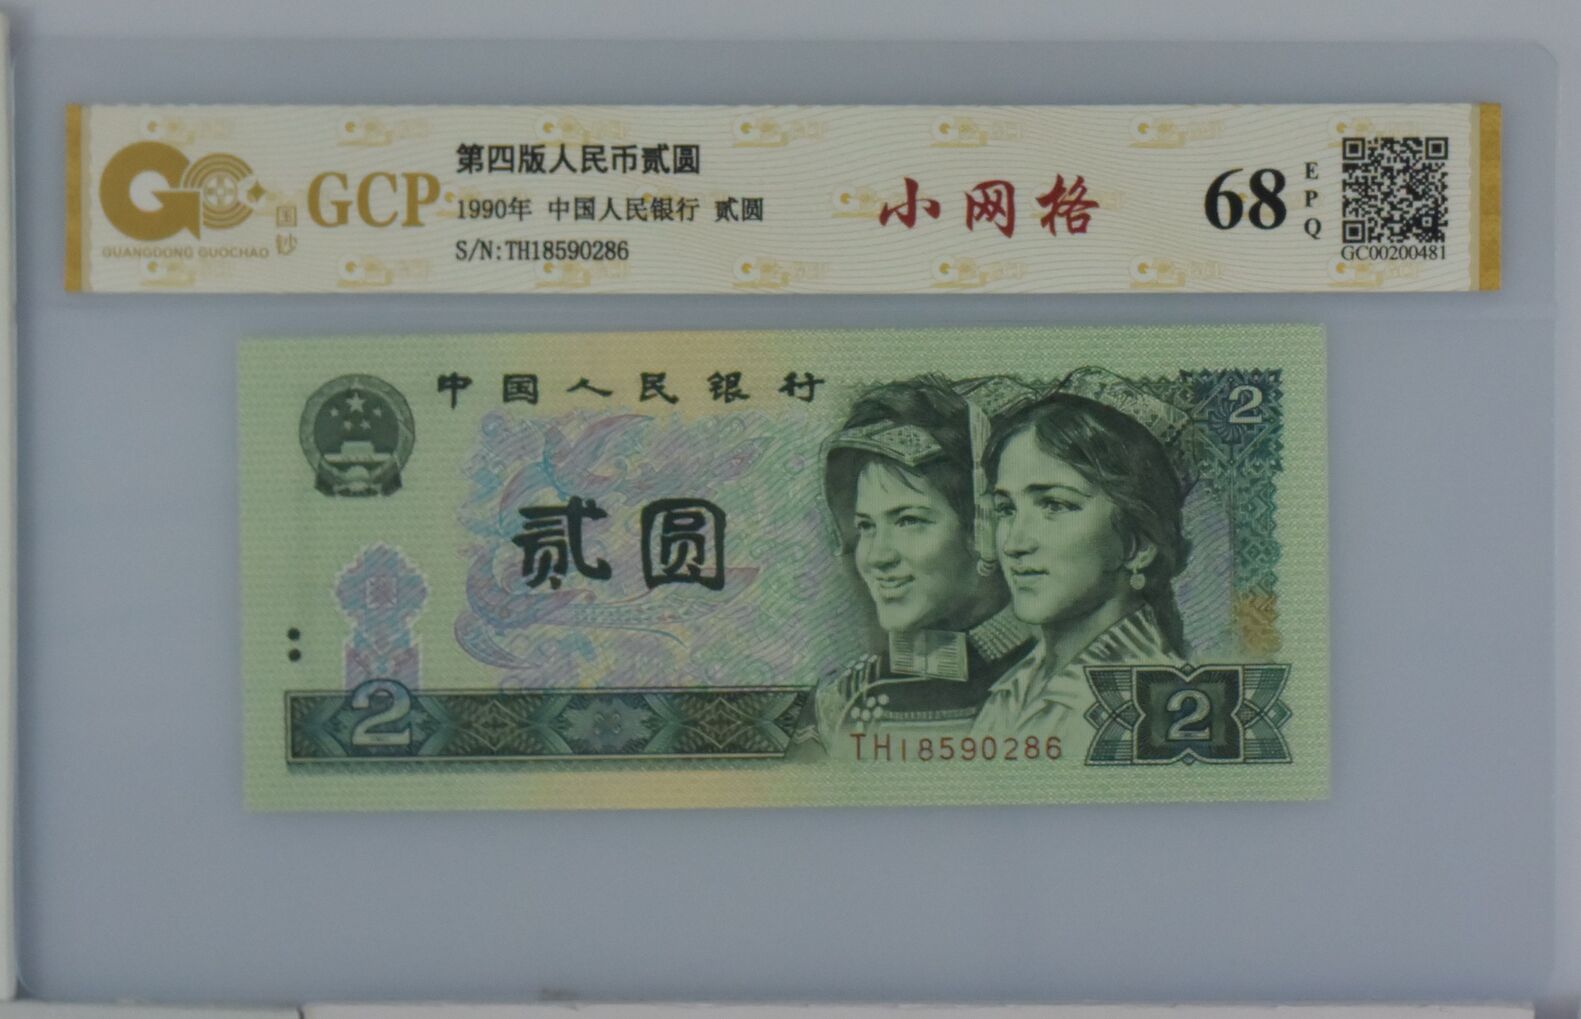 GUANGDONG GUOCHAO
国钞
GCP
第四版人民币贰圆
1990年 中国人民银行 贰圆
S/N:TH18590286
小网格
68
EPQ
GC00200481
中国人民银行
2
贰圆
2
TH18590286
2